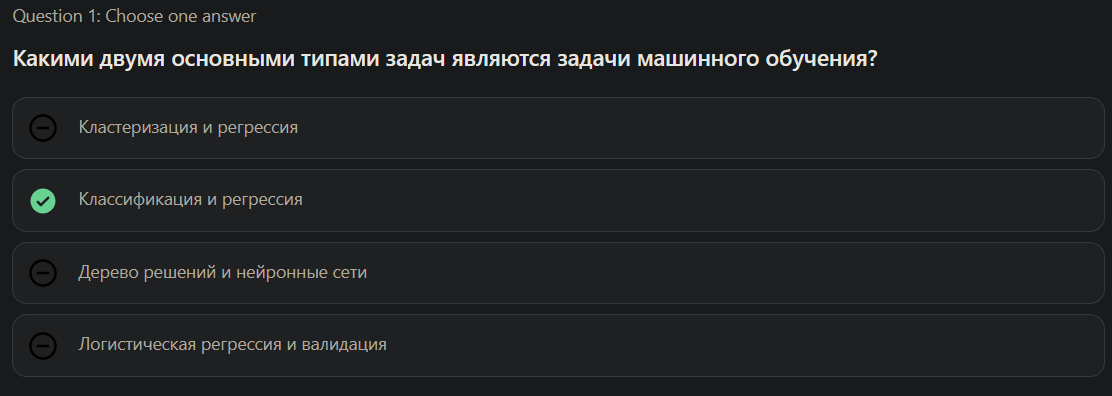 Question 1: Choose one answer
Какими двумя основными типами задач являются задачи машинного обучения?
Кластеризация и регрессия
Классификация и регрессия
Дерево решений и нейронные сети
Логистическая регрессия и валидация